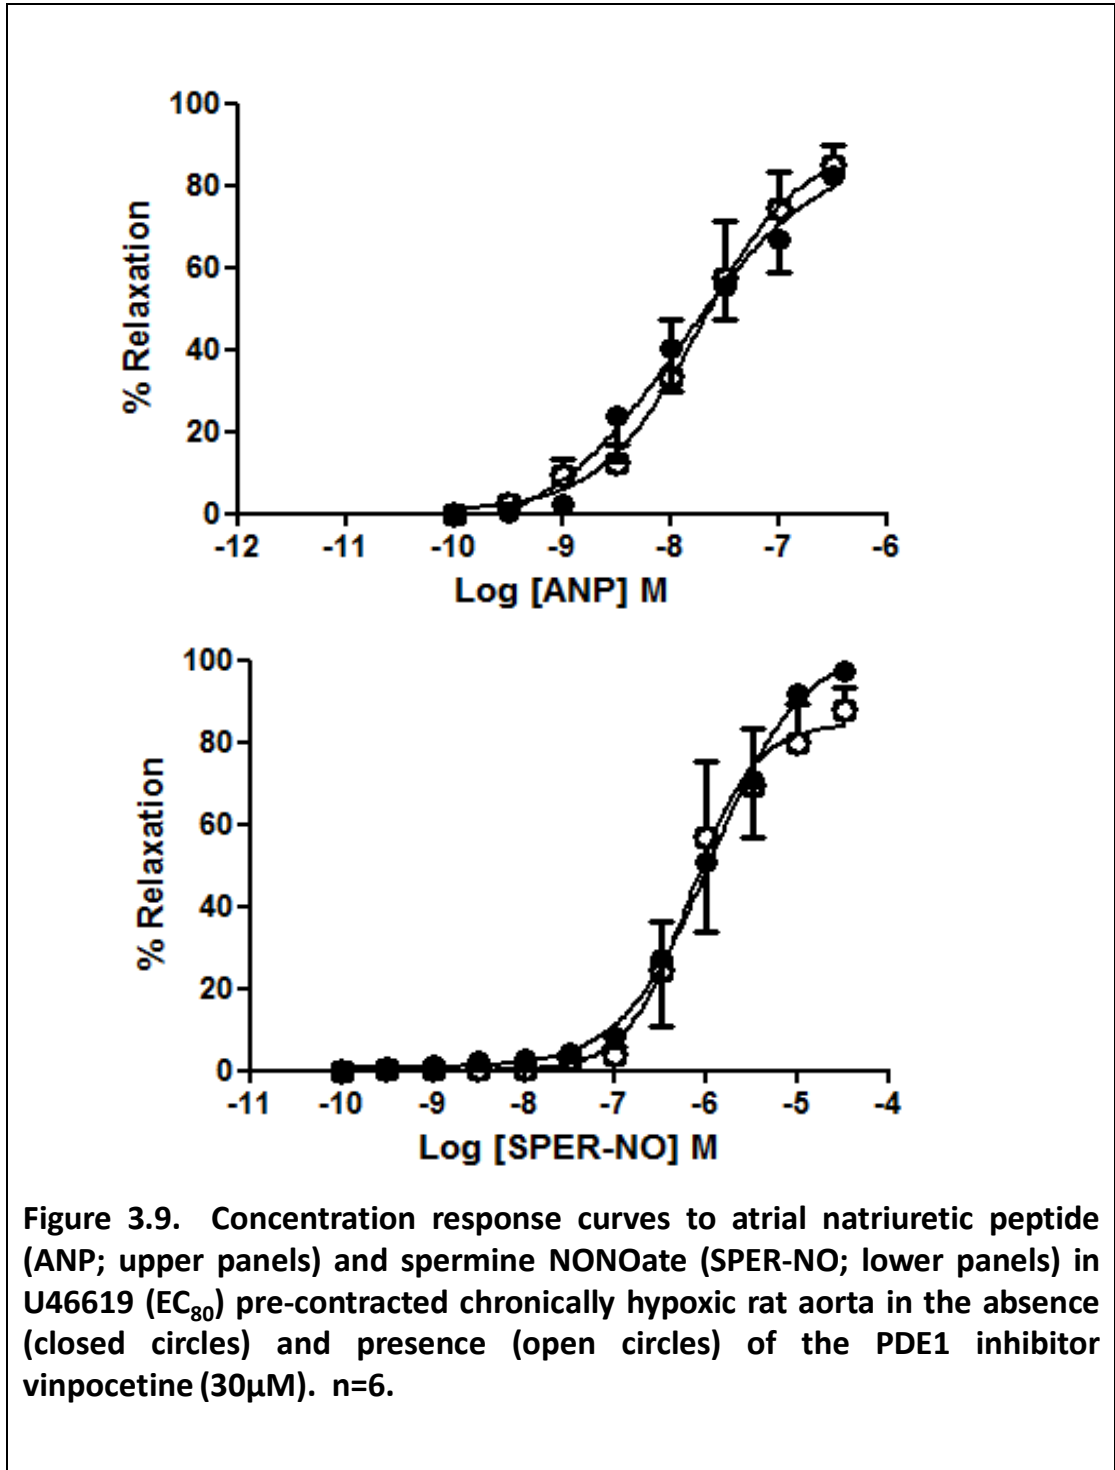 100
80
60
40
20
0
% Relaxation
-12 -11 -10 -9 -8 -7 -6
Log [ANP] M
100
80
60
40
20
0
% Relaxation
-11 -10 -9 -8 -7 -6 -5 -4
Log [SPER-NO] M
Figure 3.9. Concentration response curves to atrial natriuretic peptide
(ANP; upper panels) and spermine NONOate (SPER-NO; lower panels) in
U46619 (EC₈₀) pre-contracted chronically hypoxic rat aorta in the absence
(closed circles) and presence (open circles) of the PDE1 inhibitor
vinpocetine (30μM). n=6.